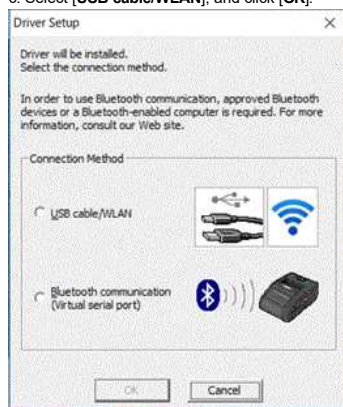 Select [USB cable/WLAN], and click [OK].
Driver Setup
Driver will be installed.
Select the connection method.
In order to use Bluetooth communication, approved Bluetooth
devices or a Bluetooth-enabled computer is required. For more
information, consult our Web site.
Connection Method
USB cable/WLAN
Bluetooth communication
(Virtual serial port)
OK
Cancel